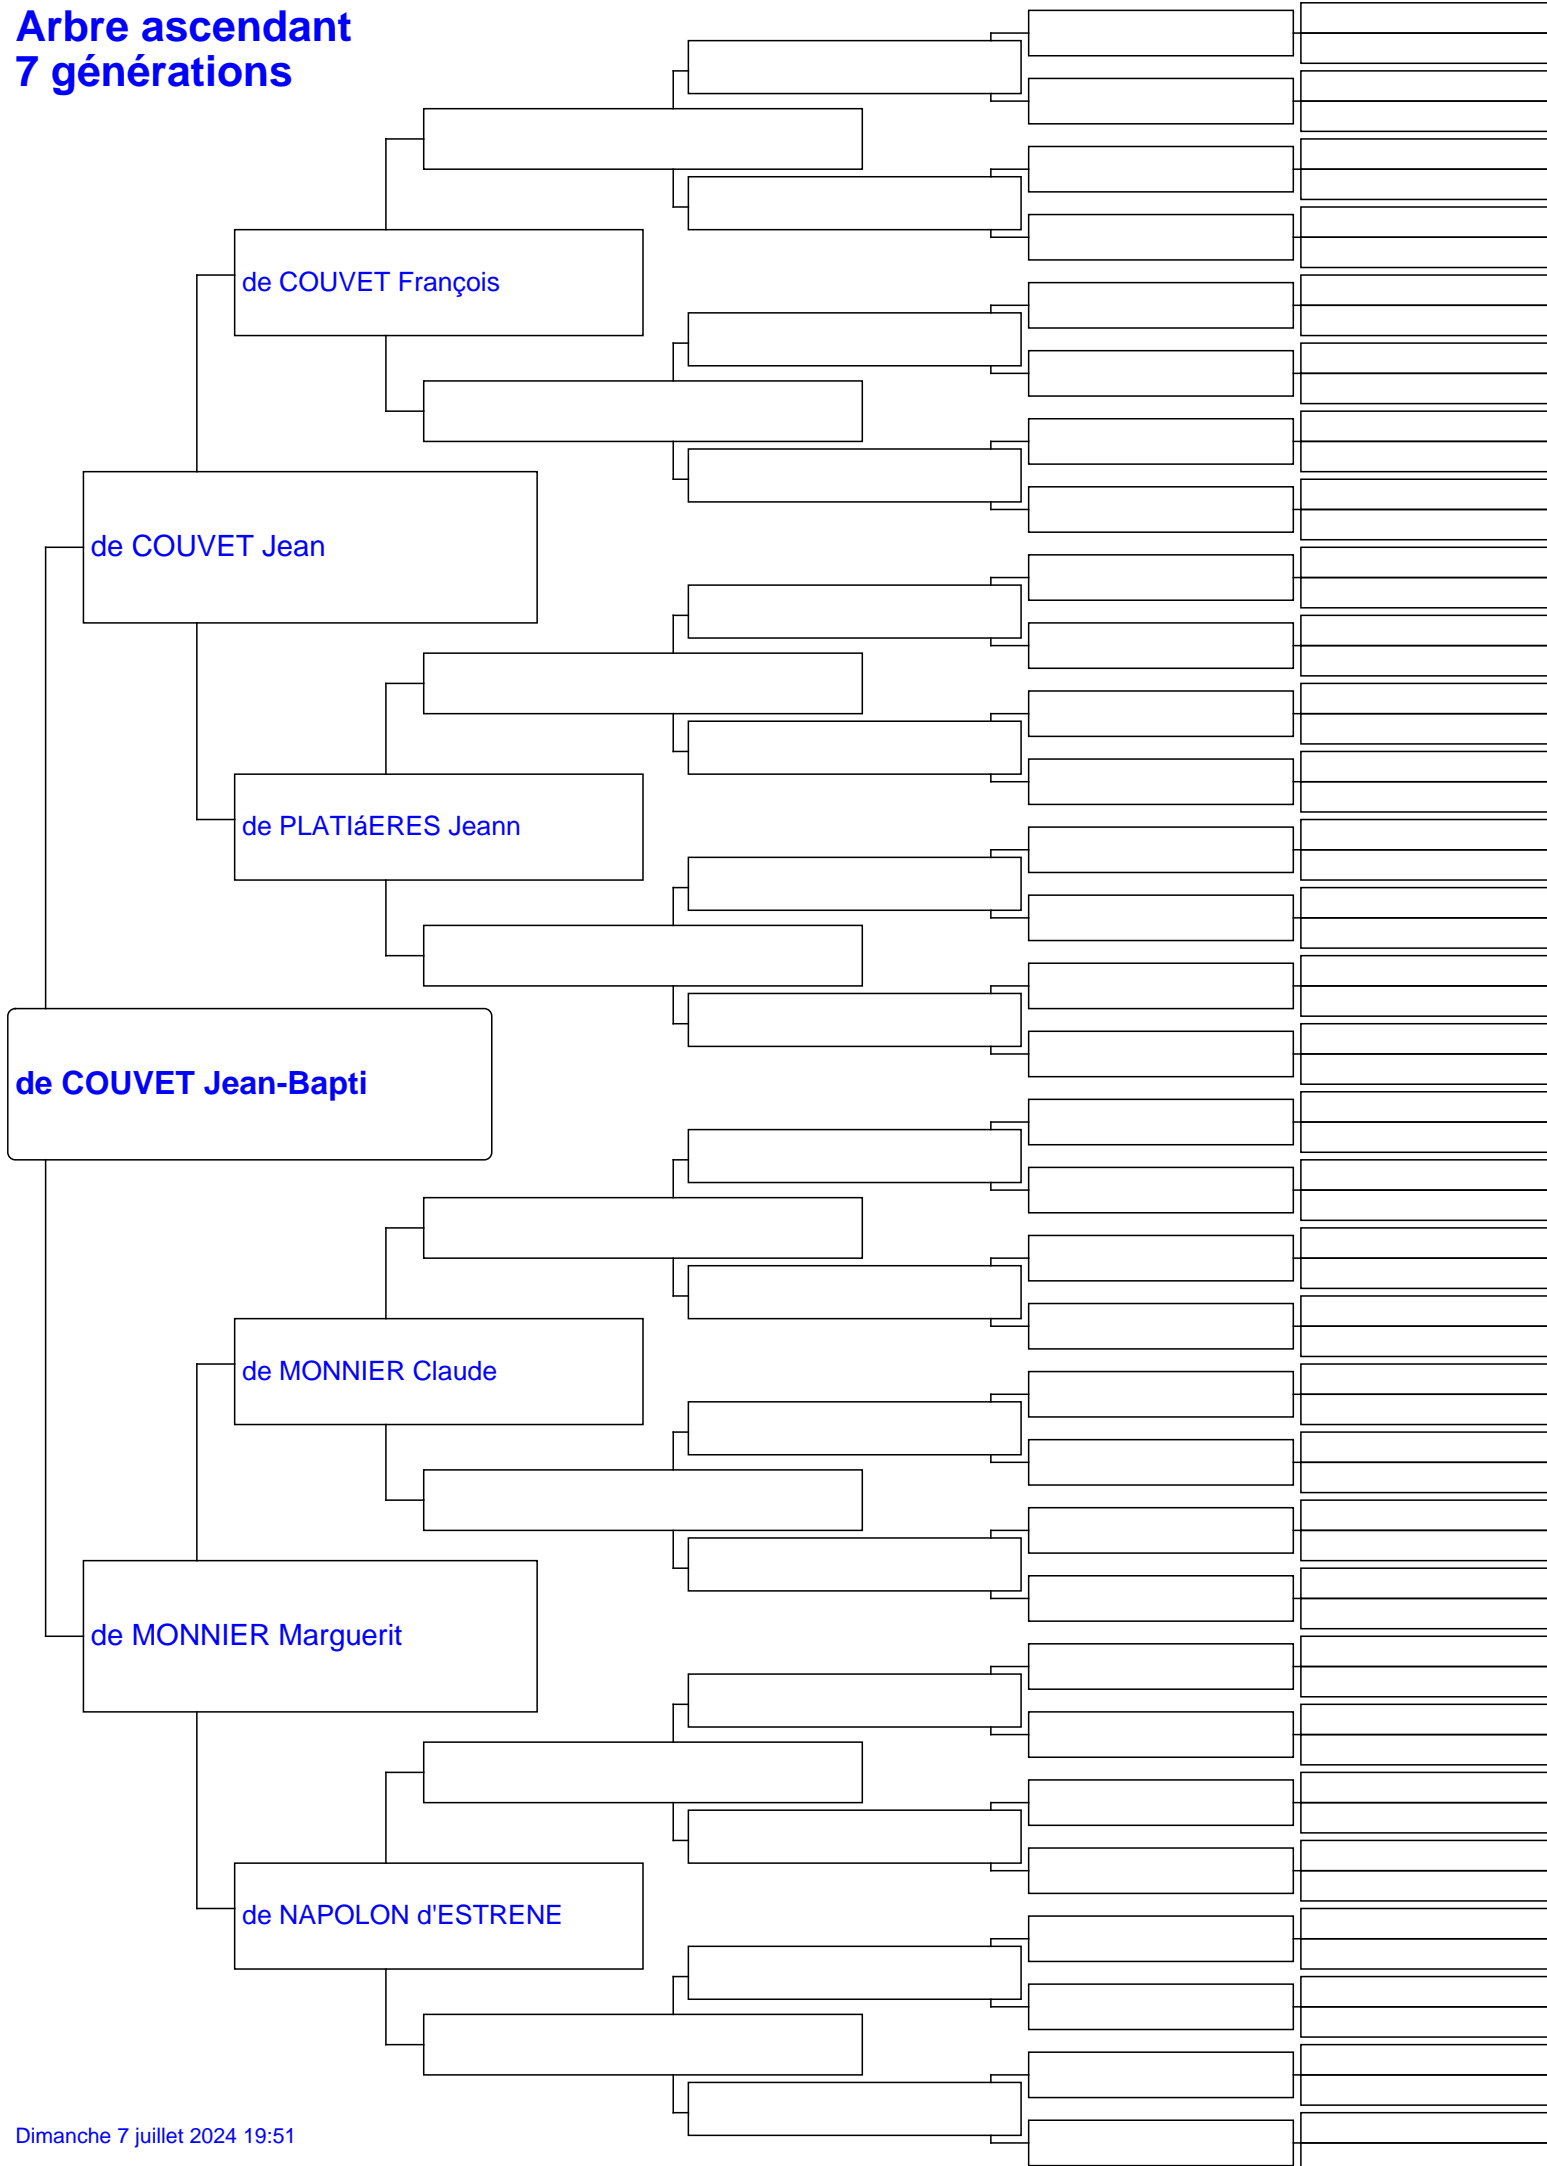 Arbre ascendant
7 générations
de COUVET François
de COUVET Jean
de PLATIáERES Jeann
de COUVET Jean-Bapti
de MONNIER Claude
de MONNIER Marguerit
de NAPOLON d'ESTRENE
Dimanche 7 juillet 2024 19:51